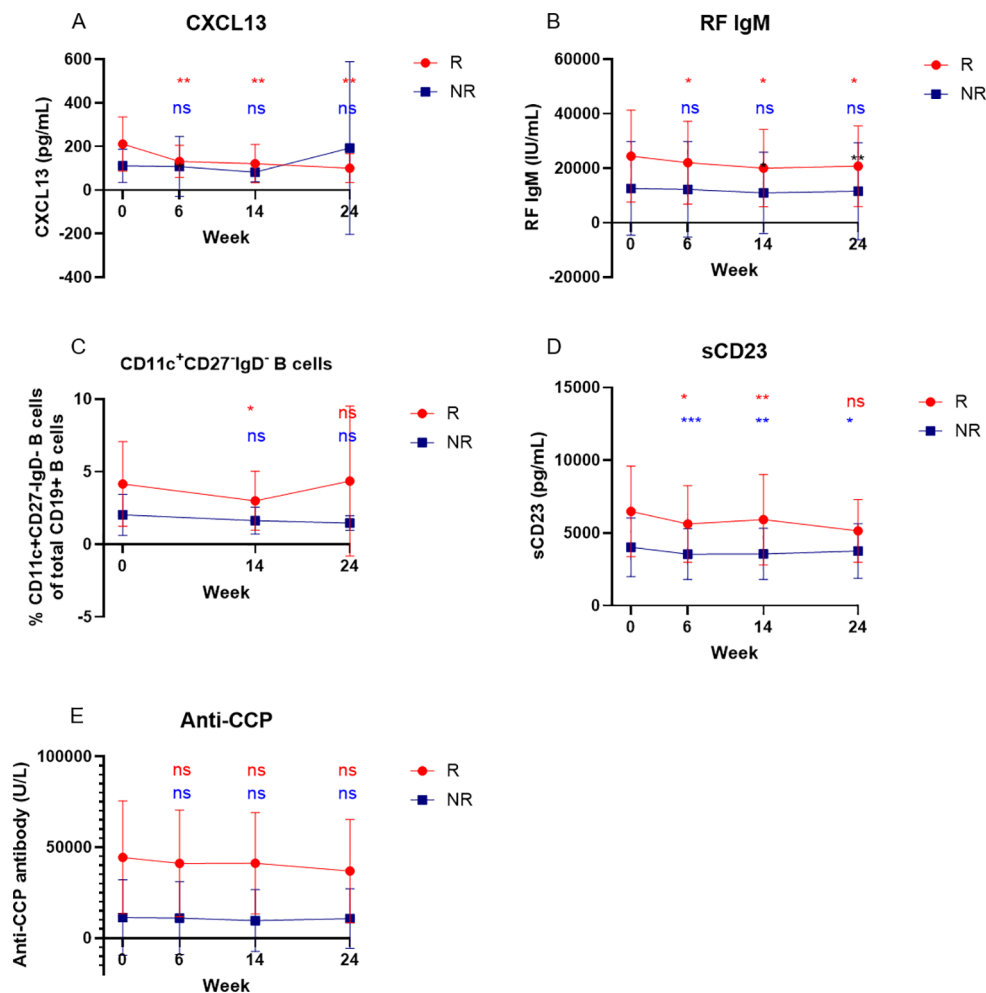 A
CXCL13
CXCL13 (pg/mL)
600
400
200
0
-200
-400
** ** **
ns ns ns
0 6 14 24
Week
R
NR
B
RF IgM
RF IgM (IU/mL)
60000
40000
20000
0
-20000
* * *
ns ns ns
**
0 6 14 24
Week
R
NR
C
CD11c⁺CD27⁻IgD⁻ B cells
% CD11c+CD27-IgD- B cells
of total CD19+ B cells
10
5
0
-5
* ns
ns ns
0 14 24
Week
R
NR
D
sCD23
sCD23 (pg/mL)
15000
10000
5000
0
* ** ns
*** ** *
0 6 14 24
Week
R
NR
E
Anti-CCP
Anti-CCP antibody (U/L)
100000
50000
0
ns ns ns
ns ns ns
0 6 14 24
Week
R
NR